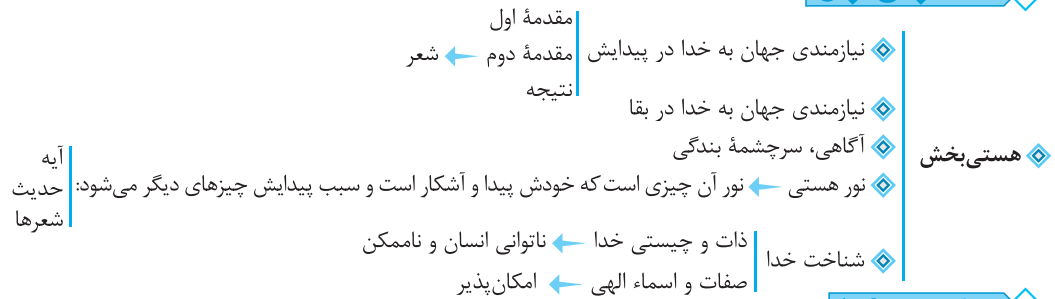 هستی‌بخش
نیازمندی جهان به خدا در پیدایش
مقدمهٔ اول
مقدمهٔ دوم ← شعر
نتیجه
نیازمندی جهان به خدا در بقا
آگاهی، سرچشمهٔ بندگی
نور هستی ← نور آن چیزی است که خودش پیدا و آشکار است و سبب پیدایش چیزهای دیگر می‌شود:
آیه
حدیث
شعرها
شناخت خدا
ذات و چیستی خدا ← ناتوانی انسان و ناممکن
صفات و اسماء الهی ← امکان‌پذیر